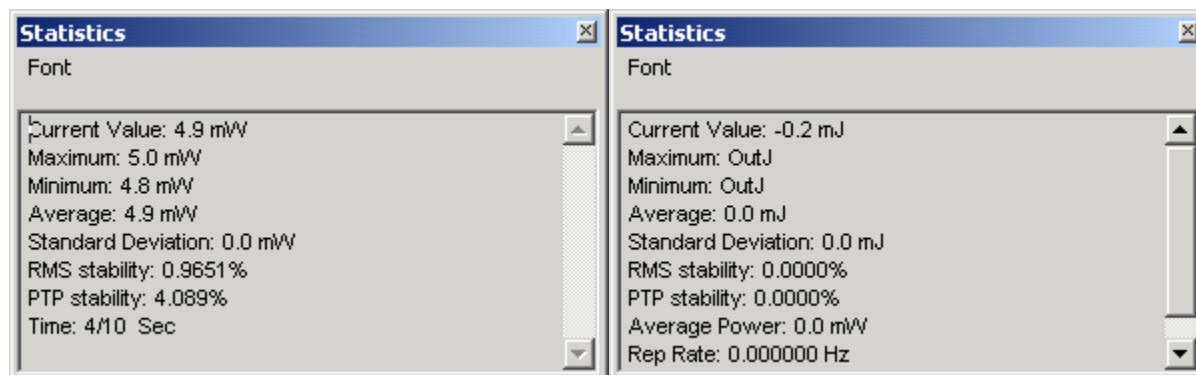 Statistics
Font
Current Value: 4.9 mW
Maximum: 5.0 mW
Minimum: 4.8 mW
Average: 4.9 mW
Standard Deviation: 0.0 mW
RMS stability: 0.9651%
PTP stability: 4.089%
Time: 4/10  Sec
Statistics
Font
Current Value: -0.2 mJ
Maximum: OutJ
Minimum: OutJ
Average: 0.0 mJ
Standard Deviation: 0.0 mJ
RMS stability: 0.0000%
PTP stability: 0.0000%
Average Power: 0.0 mW
Rep Rate: 0.000000 Hz